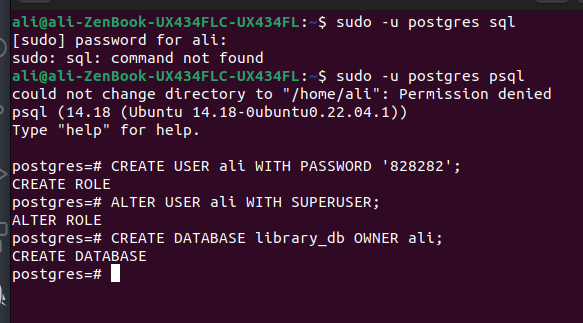 ali@ali-ZenBook-UX434FLC-UX434FL:~$ sudo -u postgres sql
[sudo] password for ali:
sudo: sql: command not found
ali@ali-ZenBook-UX434FLC-UX434FL:~$ sudo -u postgres psql
could not change directory to "/home/ali": Permission denied
psql (14.18 (Ubuntu 14.18-0ubuntu0.22.04.1))
Type "help" for help.
postgres=# CREATE USER ali WITH PASSWORD '828282';
CREATE ROLE
postgres=# ALTER USER ali WITH SUPERUSER;
ALTER ROLE
postgres=# CREATE DATABASE library_db OWNER ali;
CREATE DATABASE
postgres=#